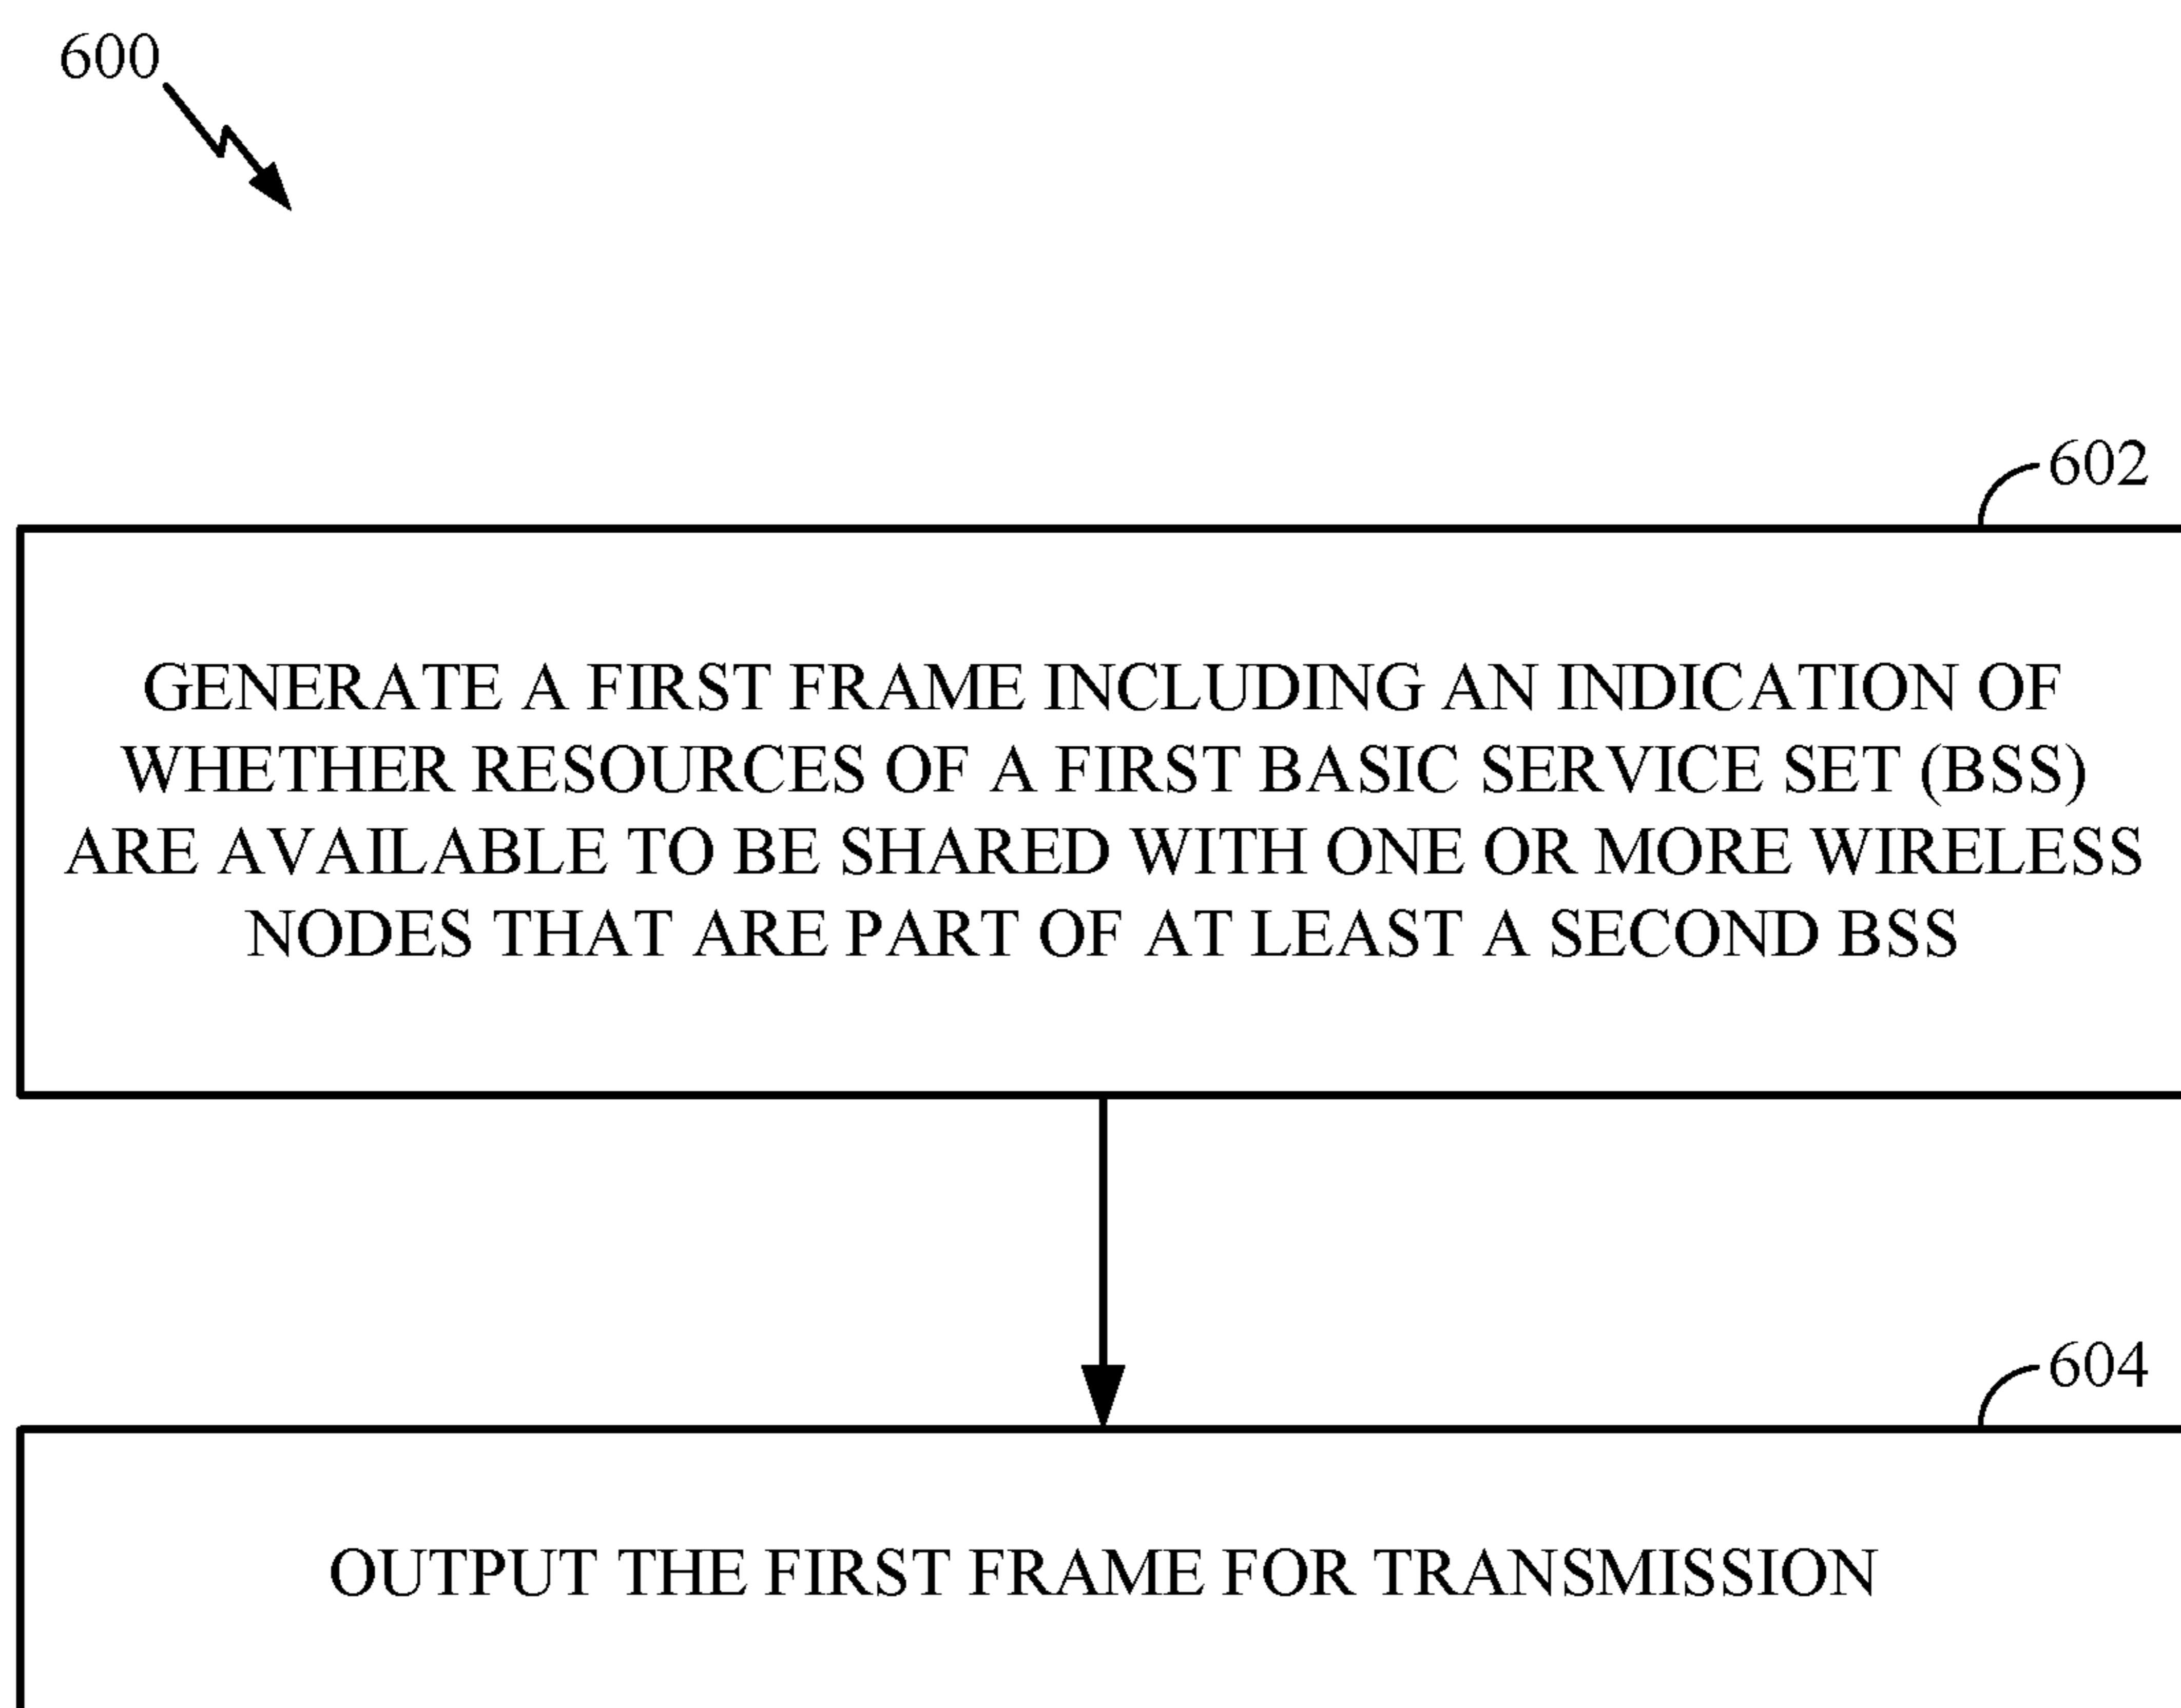 600
602
GENERATE A FIRST FRAME INCLUDING AN INDICATION OF
WHETHER RESOURCES OF A FIRST BASIC SERVICE SET (BSS)
ARE AVAILABLE TO BE SHARED WITH ONE OR MORE WIRELESS
NODES THAT ARE PART OF AT LEAST A SECOND BSS
604
OUTPUT THE FIRST FRAME FOR TRANSMISSION